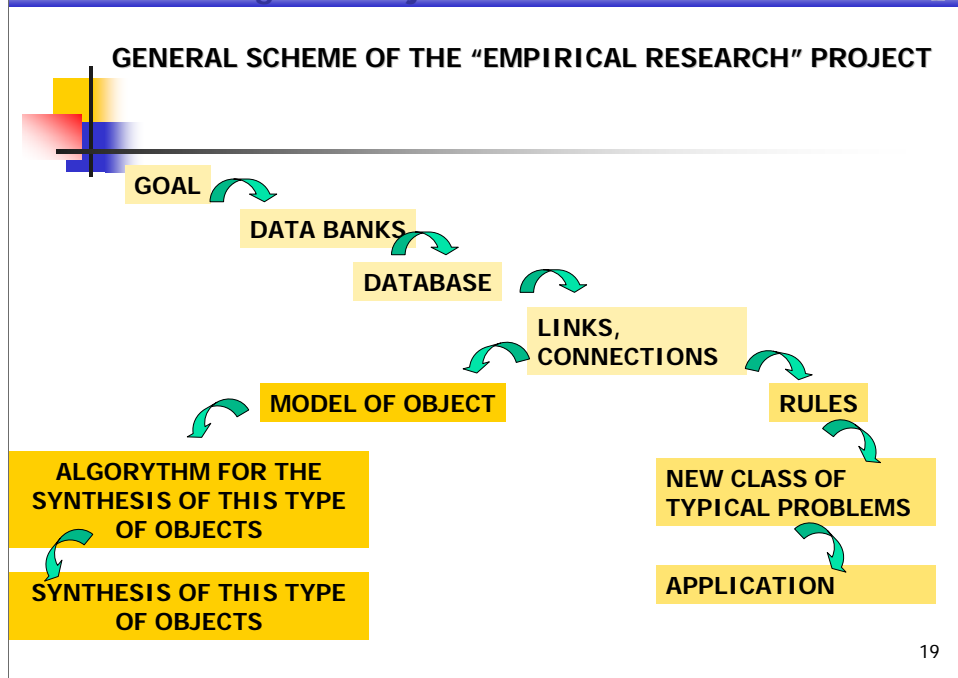 GENERAL SCHEME OF THE “EMPIRICAL RESEARCH” PROJECT
GOAL
DATA BANKS
DATABASE
LINKS,
CONNECTIONS
MODEL OF OBJECT
RULES
ALGORYTHM FOR THE
SYNTHESIS OF THIS TYPE
OF OBJECTS
NEW CLASS OF
TYPICAL PROBLEMS
SYNTHESIS OF THIS TYPE
OF OBJECTS
APPLICATION
19